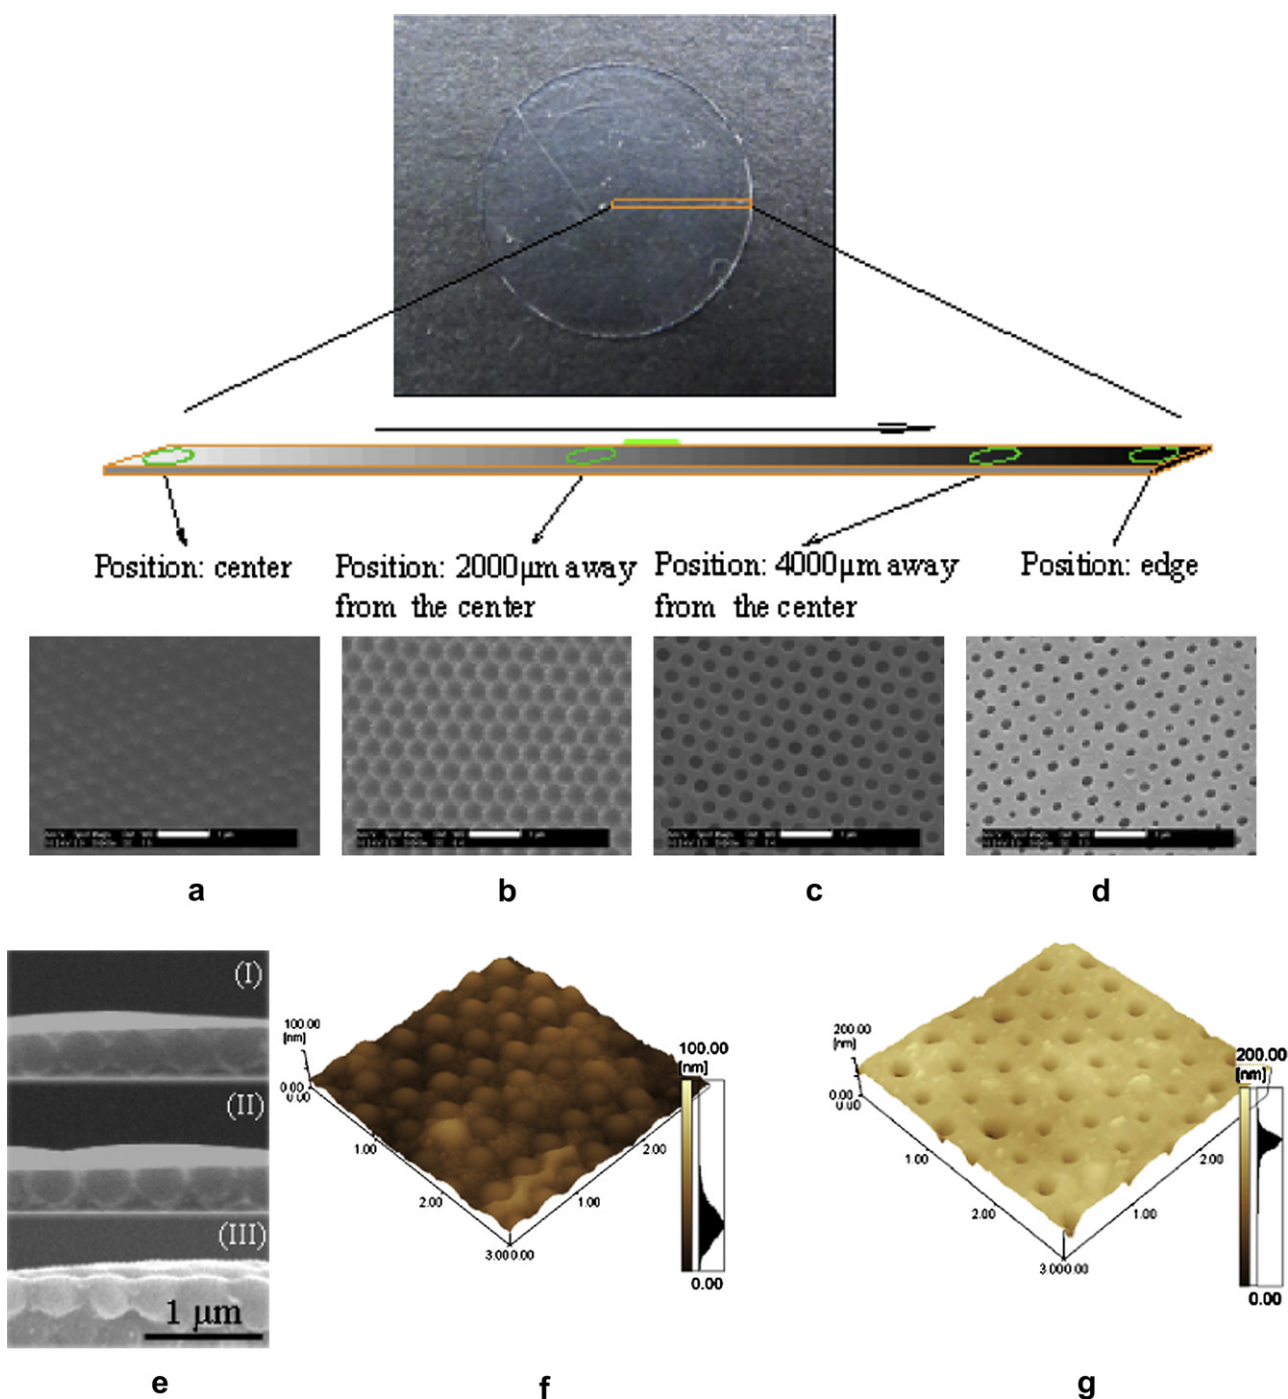 Position: center
Position: 2000μm away
from the center
Position: 4000μm away
from the center
Position: edge
a
b
c
d
(I)
(II)
(III)
1 μm
e
100.00
[nm]
0.00
0.00
1.00
2.00
3.00
0.00
1.00
2.00
100.00
[nm]
0.00
f
200.00
[nm]
0.00
0.00
1.00
2.00
3.00
0.00
1.00
2.00
200.00
[nm]
0.00
g